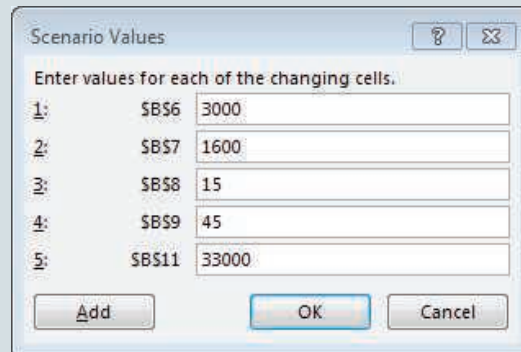 Scenario Values
Enter values for each of the changing cells.
1: $B$6 3000
2: $B$7 1600
3: $B$8 15
4: $B$9 45
5: $B$11 33000
Add OK Cancel